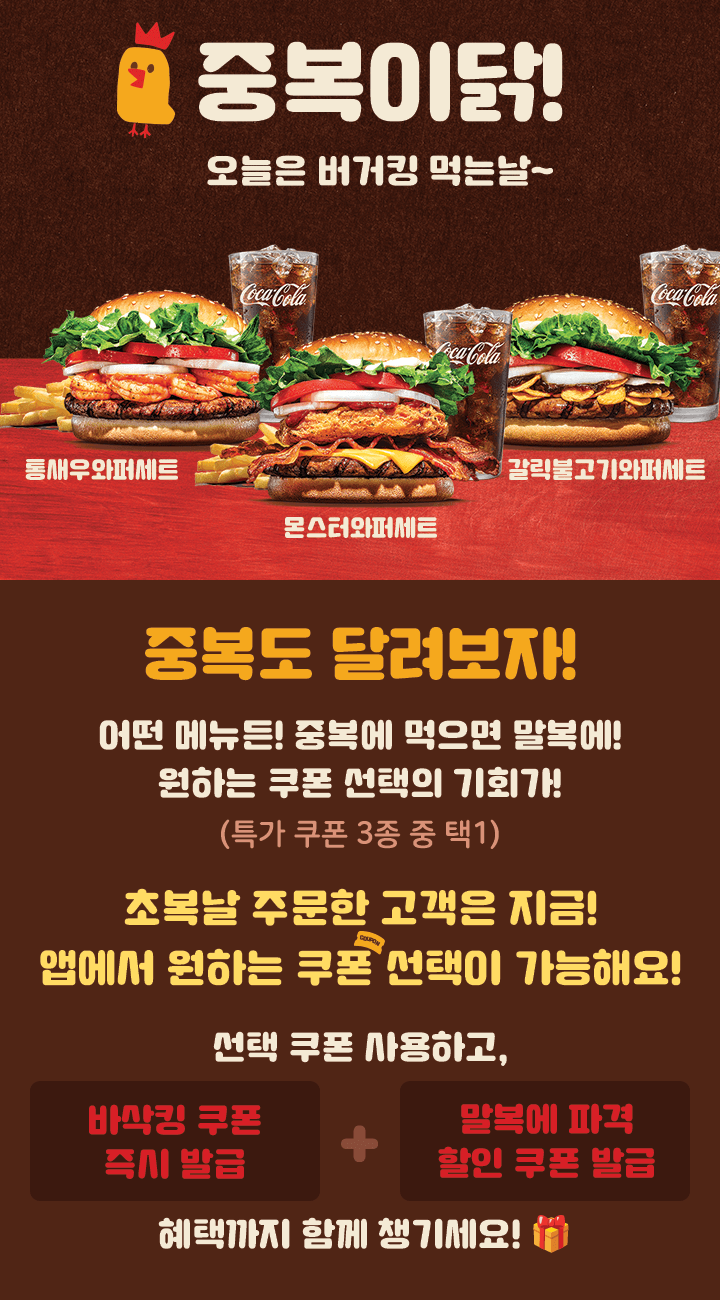 중복이닭!
오늘은 버거킹 먹는날~
Coca-Cola
Coca-Cola
Coca-Cola
통새우와퍼세트
갈릭불고기와퍼세트
몬스터와퍼세트
중복도 달려보자!
어떤 메뉴든! 중복에 먹으면 말복에!
원하는 쿠폰 선택의 기회가!
(특가 쿠폰 3종 중 택1)
초복날 주문한 고객은 지금!
COUPON
앱에서 원하는 쿠폰 선택이 가능해요!
선택 쿠폰 사용하고,
바삭킹 쿠폰
즉시 발급
+
말복에 파격
할인 쿠폰 발급
혜택까지 함께 챙기세요!